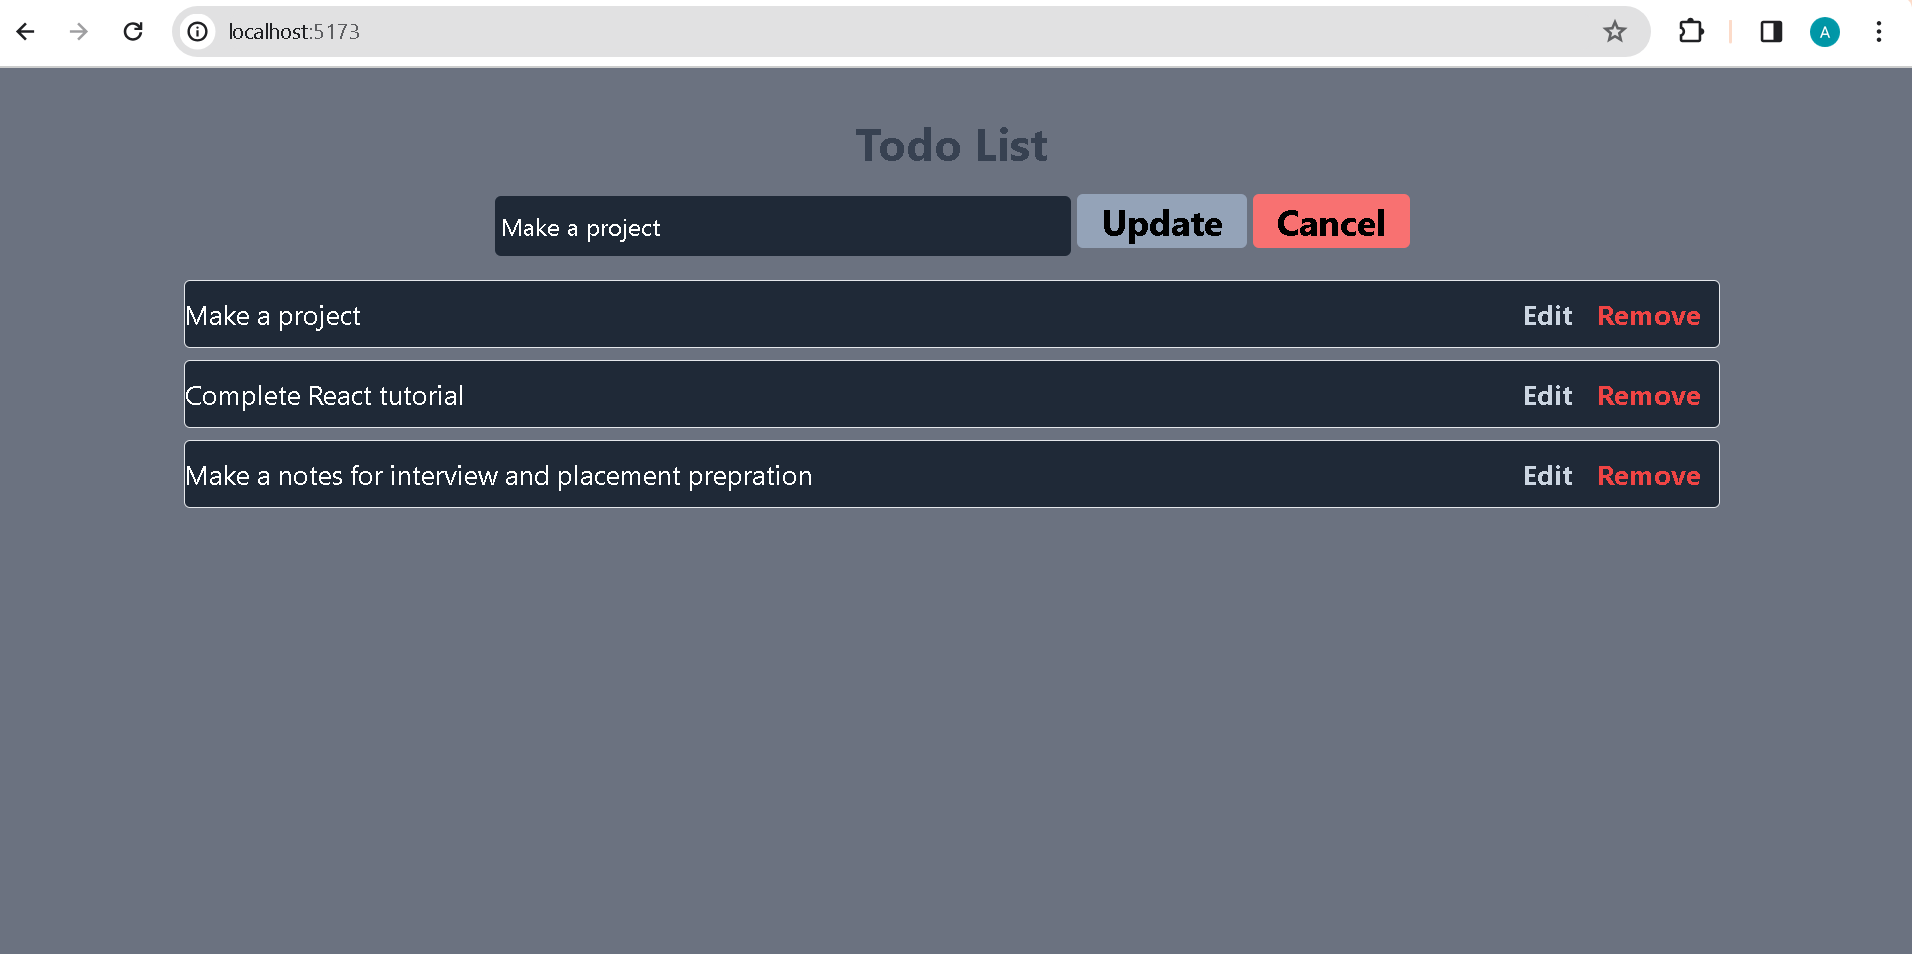 localhost:5173
A
Todo List
Make a project Update Cancel
Make a project Edit Remove
Complete React tutorial Edit Remove
Make a notes for interview and placement prepration Edit Remove